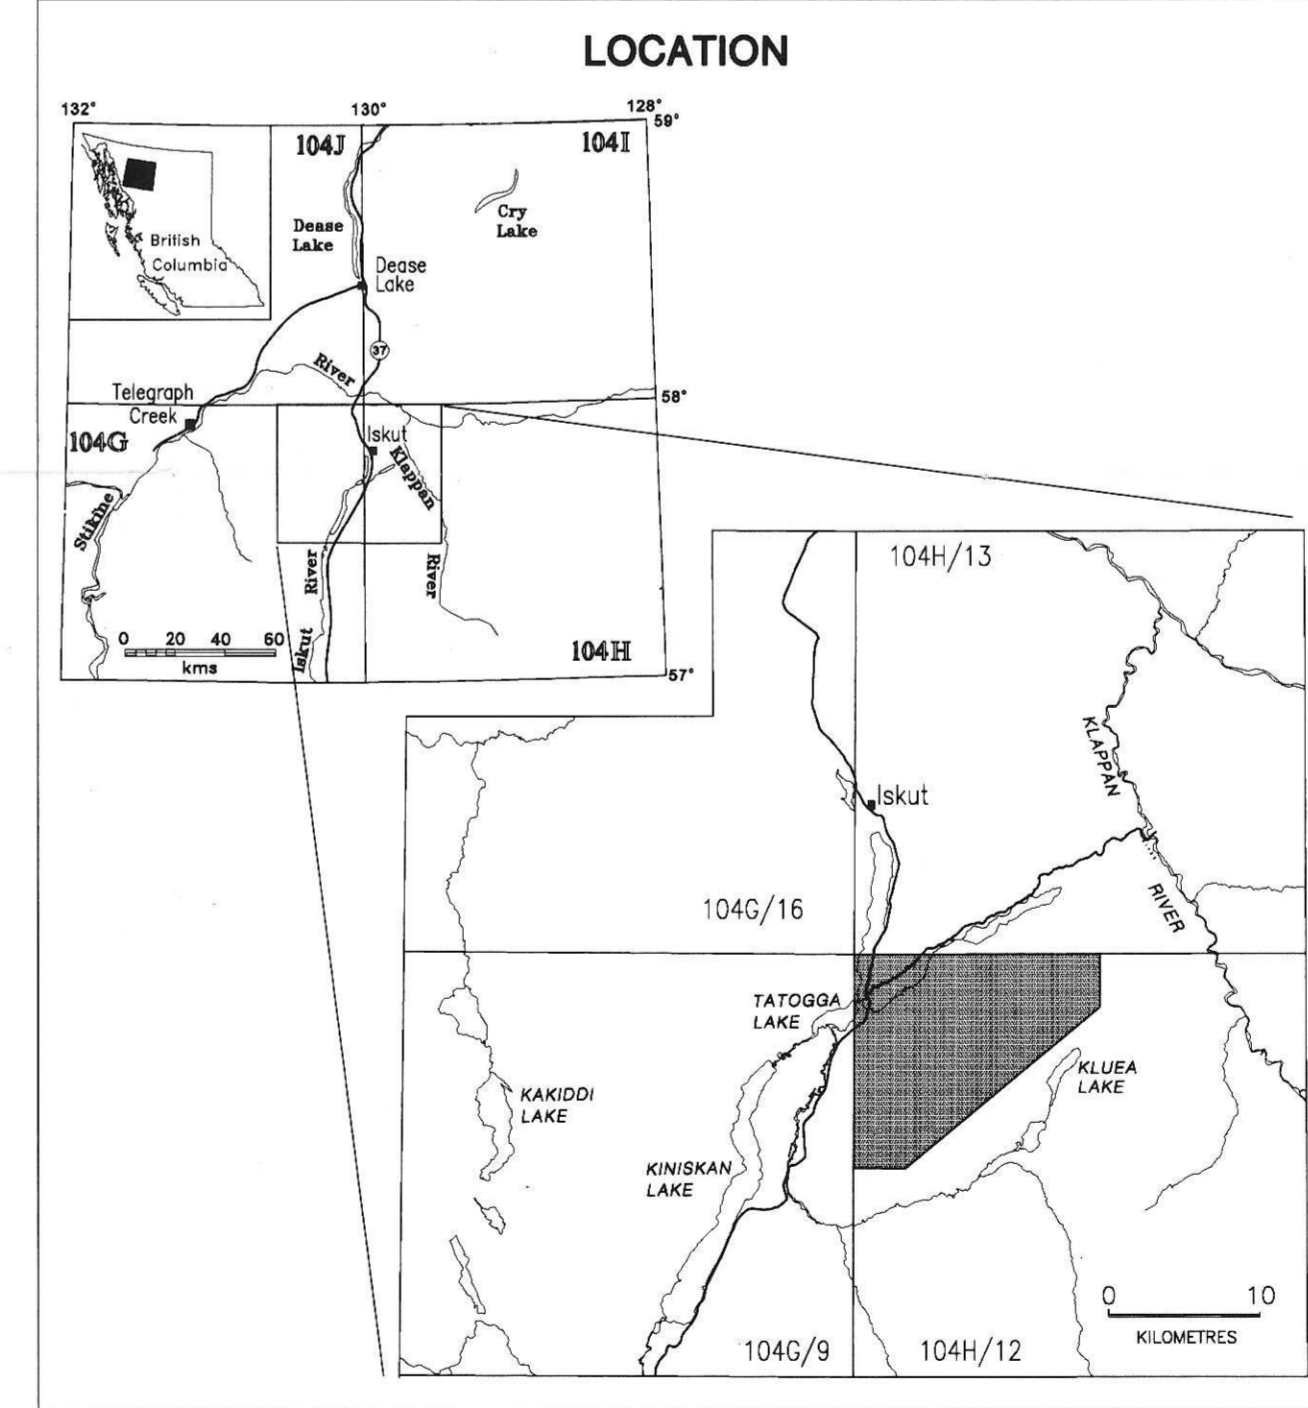 LOCATION
132°
130°
128°
59°
104J
104I
Dease
Lake
Cry
Lake
British
Columbia
Dease
Lake
37
River
Telegraph
Creek
58°
104G
Iskut
Klappan
Stikine
River
River
Iskut
0 20 40 60
kms
104H
57°
104H/13
KLAPPAN
Iskut
RIVER
104G/16
TATOGGA
LAKE
KLUEA
LAKE
KAKIDDI
LAKE
KINISKAN
LAKE
0 10
KILOMETRES
104G/9
104H/12